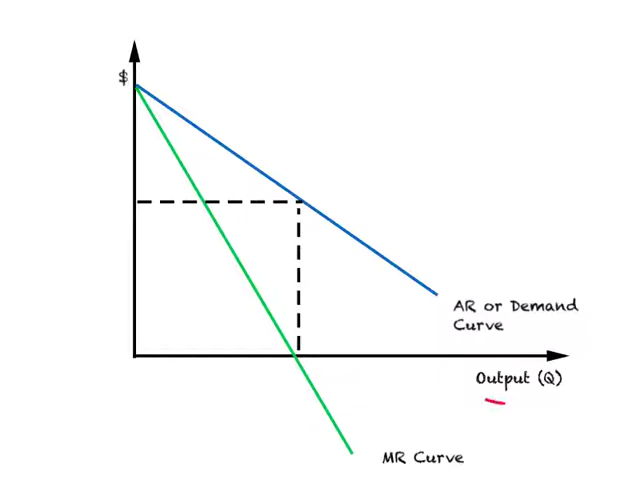 $
AR or Demand
Curve
Output (Q)
MR Curve